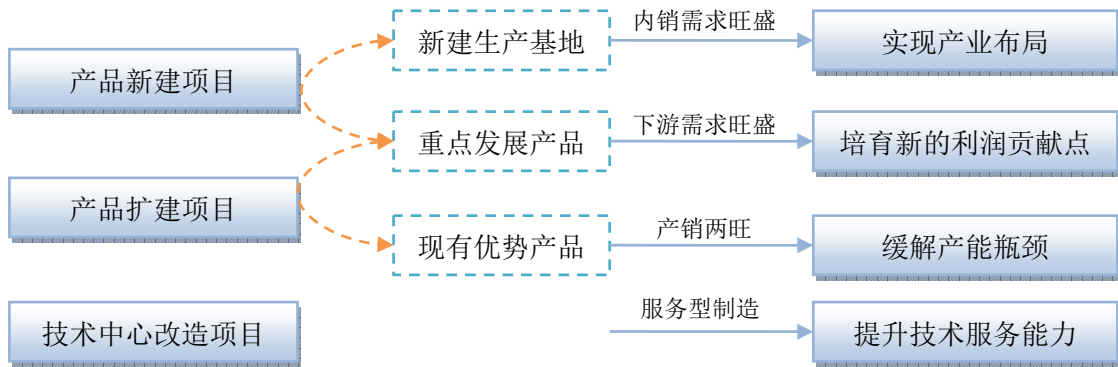 产品新建项目
新建生产基地
内销需求旺盛
实现产业布局
重点发展产品
下游需求旺盛
培育新的利润贡献点
产品扩建项目
现有优势产品
产销两旺
缓解产能瓶颈
技术中心改造项目
服务型制造
提升技术服务能力